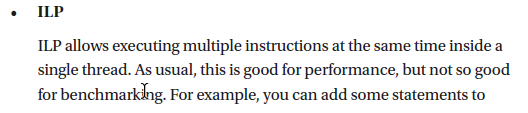 • ILP
ILP allows executing multiple instructions at the same time inside a
single thread. As usual, this is good for performance, but not so good
for benchmarking. For example, you can add some statements to